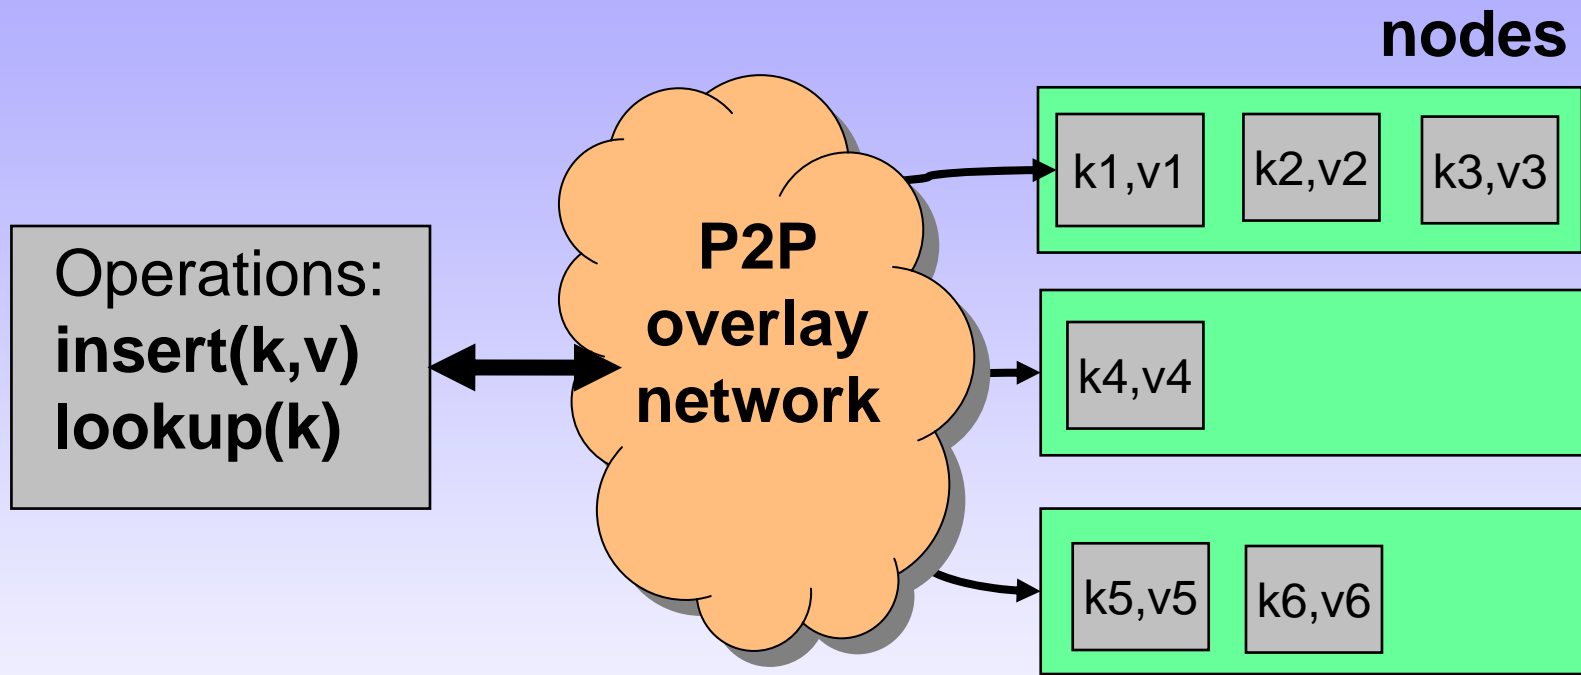 nodes
k1,v1
k2,v2
k3,v3
Operations:
insert(k,v)
lookup(k)
P2P
overlay
network
k4,v4
k5,v5
k6,v6